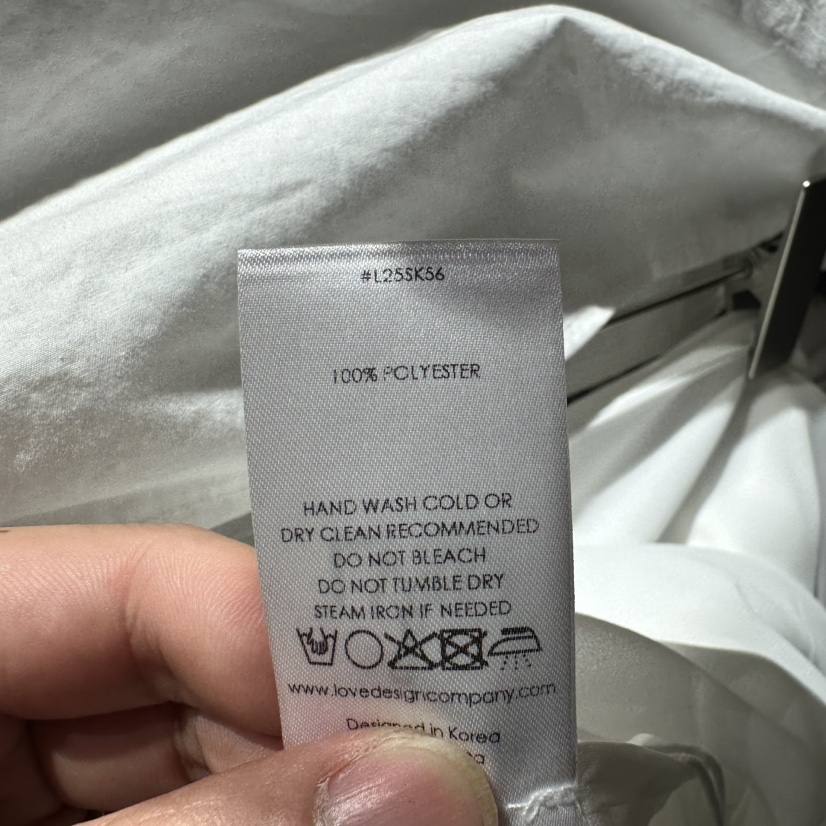 #L25SK56
100% POLYESTER
HAND WASH COLD OR
DRY CLEAN RECOMMENDED
DO NOT BLEACH
DO NOT TUMBLE DRY
STEAM IRON IF NEEDED
www.lovedesigncompany.com
Designed in Korea